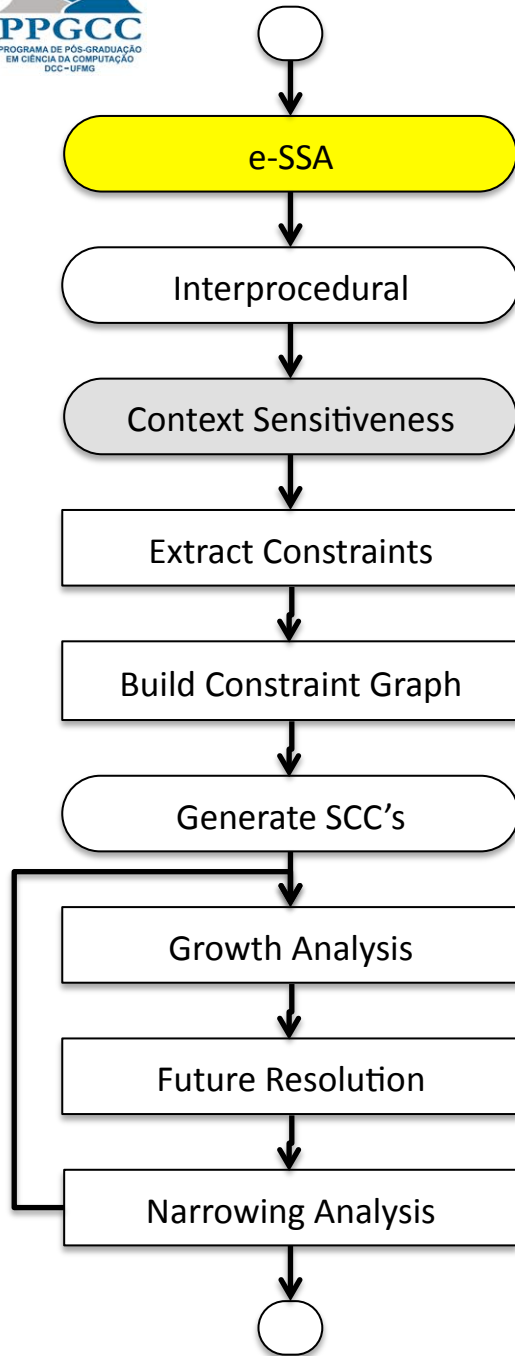 PPGCC
PROGRAMA DE PÓS-GRADUAÇÃO
EM CIÊNCIA DA COMPUTAÇÃO
DCC-UFMG
e-SSA
Interprocedural
Context Sensitiveness
Extract Constraints
Build Constraint Graph
Generate SCC's
Growth Analysis
Future Resolution
Narrowing Analysis